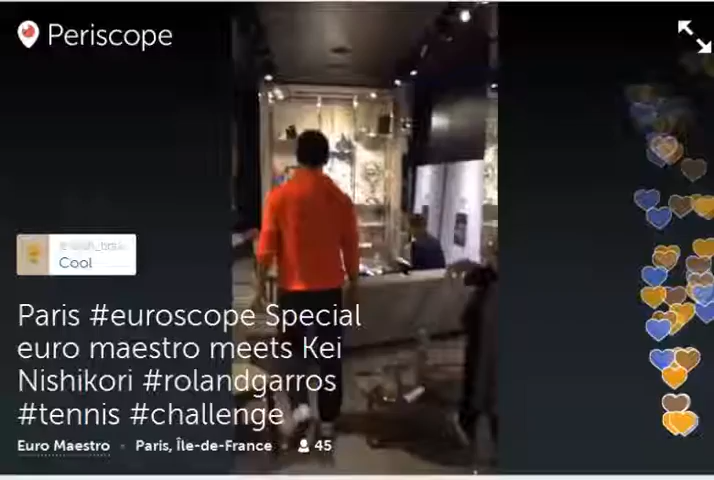 Periscope
Cool
Paris #euroscope Special
euro maestro meets Kei
Nishikori #rolandgarros
#tennis #challenge
Euro Maestro • Paris, Île-de-France • 45